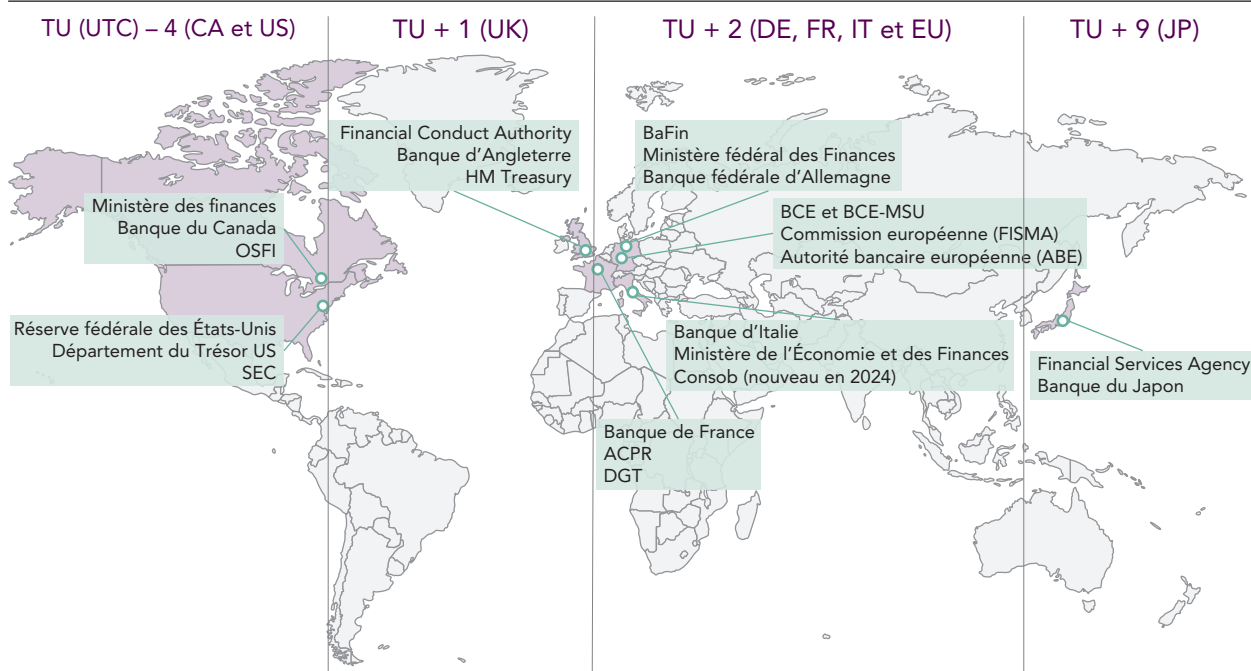 TU (UTC) – 4 (CA et US)
TU + 1 (UK)
TU + 2 (DE, FR, IT et EU)
TU + 9 (JP)
Financial Conduct Authority
Banque d’Angleterre
HM Treasury
BaFin
Ministère fédéral des Finances
Banque fédérale d’Allemagne
Ministère des finances
Banque du Canada
OSFI
BCE et BCE-MSU
Commission européenne (FISMA)
Autorité bancaire européenne (ABE)
Réserve fédérale des États-Unis
Département du Trésor US
SEC
Banque d’Italie
Ministère de l’Économie et des Finances
Consob (nouveau en 2024)
Financial Services Agency
Banque du Japon
Banque de France
ACPR
DGT